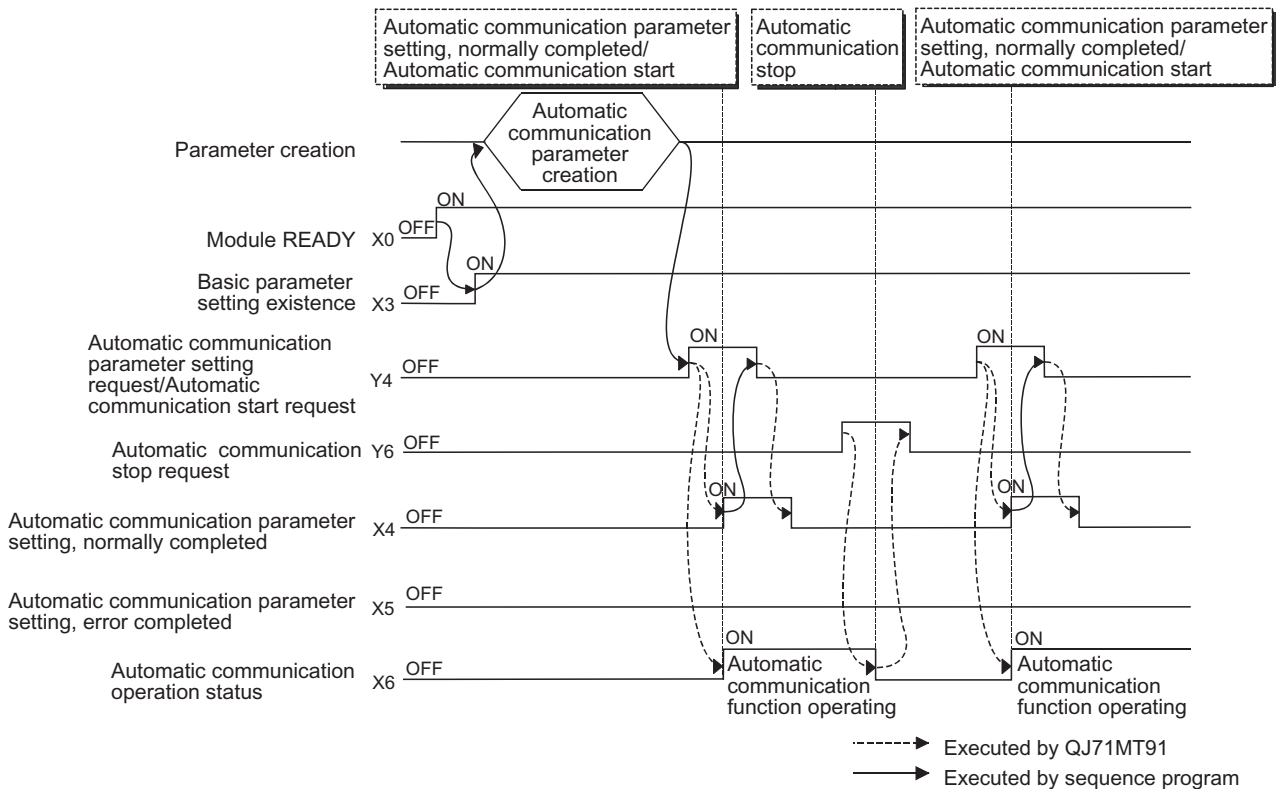 Automatic communication parameter
setting, normally completed/
Automatic communication start
Automatic
communication
stop
Automatic communication parameter
setting, normally completed/
Automatic communication start
Automatic
communication
parameter
creation
Parameter creation
ON
Module READY X0 OFF
ON
Basic parameter
setting existence X3 OFF
Automatic communication
parameter setting
request/Automatic
communication start request
Y4 OFF
ON
ON
Automatic communication
stop request
Y6 OFF
Automatic communication parameter
setting, normally completed
X4 OFF
ON
ON
Automatic communication parameter
setting, error completed
X5 OFF
Automatic communication
operation status
X6 OFF
ON
Automatic
communication
function operating
ON
Automatic
communication
function operating
Executed by QJ71MT91
Executed by sequence program